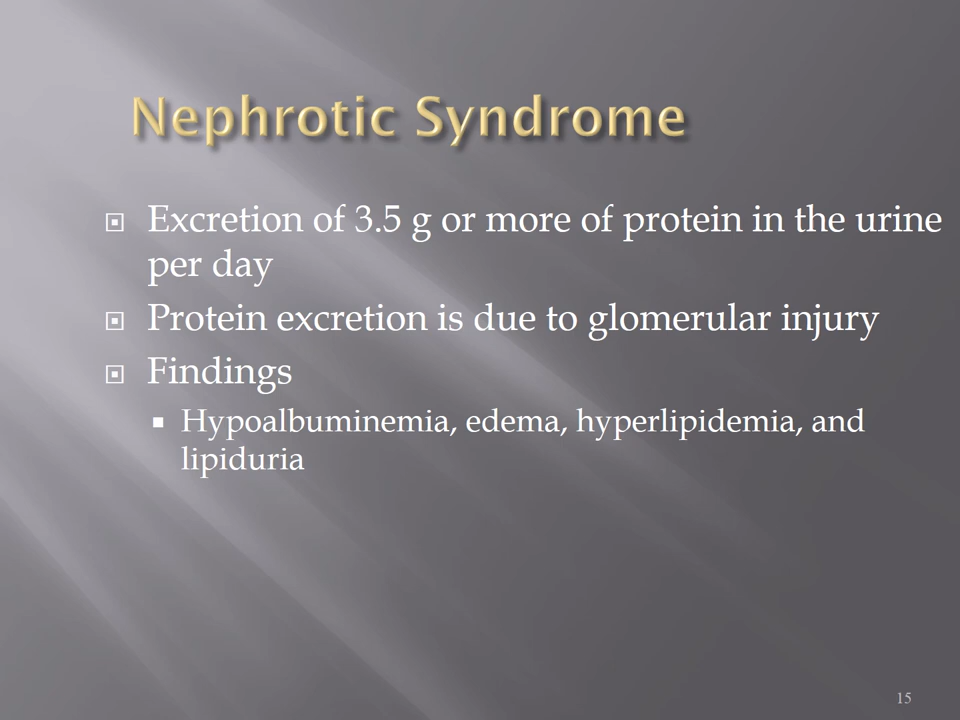 Nephrotic Syndrome
Excretion of 3.5 g or more of protein in the urine
per day
Protein excretion is due to glomerular injury
Findings
Hypoalbuminemia, edema, hyperlipidemia, and
lipiduria
15